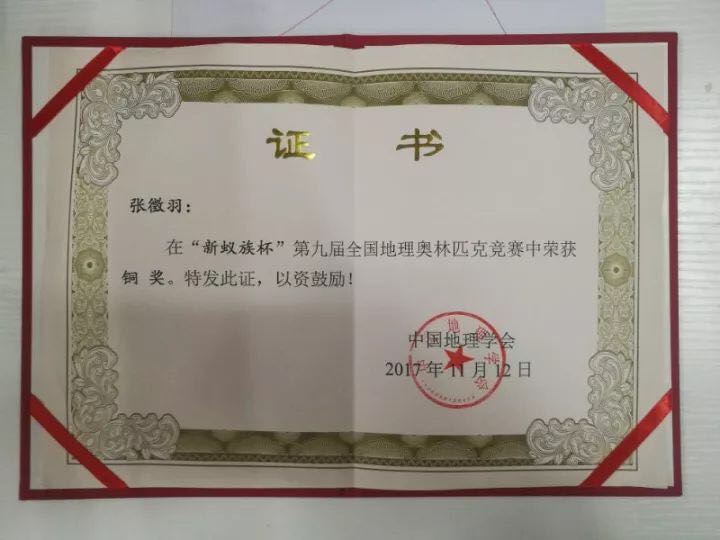 证 书
张徵羽：
在“新蚁族杯”第九届全国地理奥林匹克竞赛中荣获
铜 奖。特发此证，以资鼓励！
中国地理学会
2017年11月12日